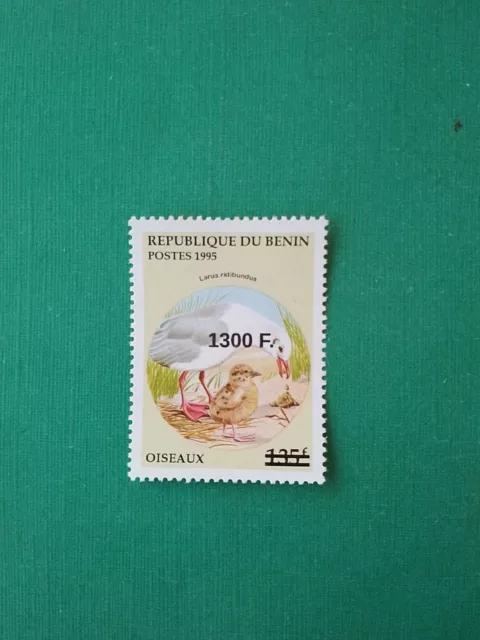 REPUBLIQUE DU BENIN
POSTES 1995
Larus ridibundus
1300 F.
OISEAUX
135f